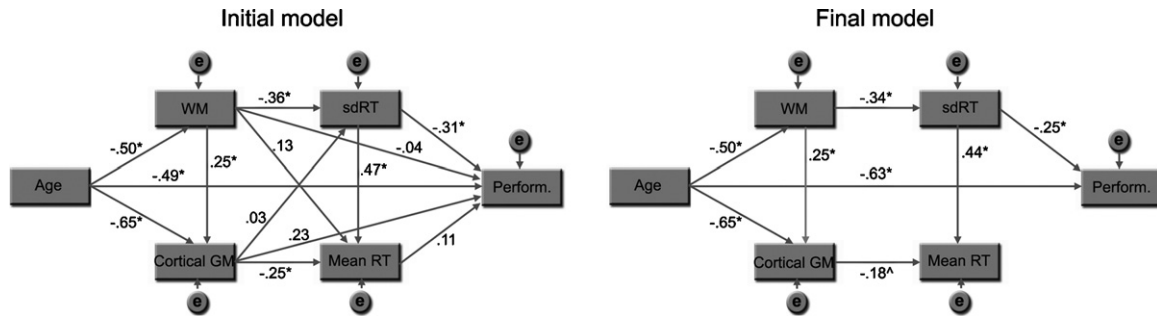 Initial model
e
e
WM
-.36*
sdRT
-.31*
-.50*
.13
-.04
e
.25*
.47*
Age
-.49*
Perform.
-.65*
.03
.23
.11
Cortical GM
-.25*
Mean RT
e
e
Final model
e
e
WM
-.34*
sdRT
-.25*
-.50*
e
.25*
.44*
Age
-.63*
Perform.
-.65*
Cortical GM
-.18^
Mean RT
e
e